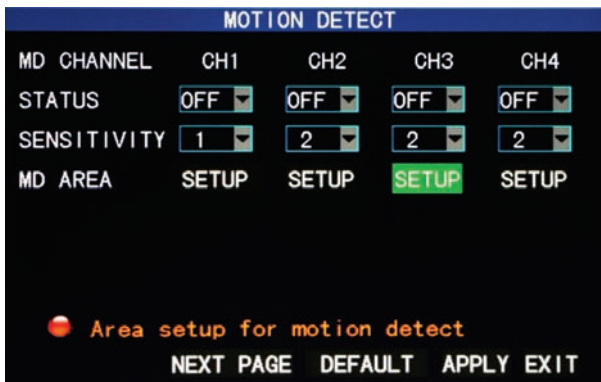 MOTION DETECT
MD CHANNEL CH1 CH2 CH3 CH4
STATUS OFF OFF OFF OFF
SENSITIVITY 1 2 2 2
MD AREA SETUP SETUP SETUP SETUP
Area setup for motion detect
NEXT PAGE DEFAULT APPLY EXIT